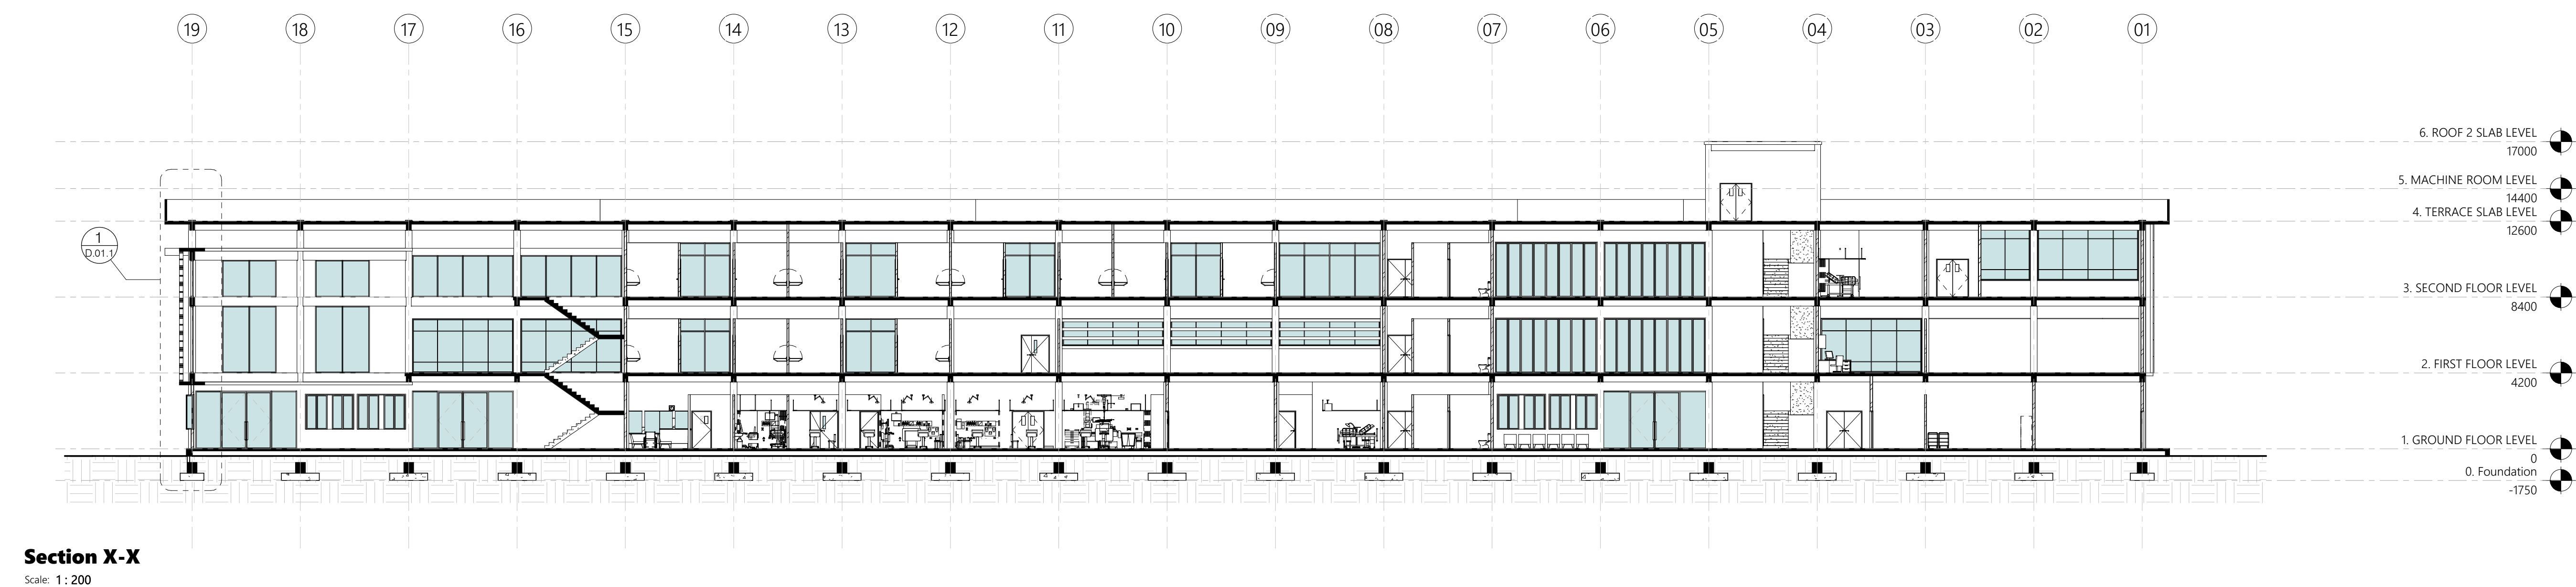 19 18 17 16 15 14 13 12 11 10 09 08 07 06 05 04 03 02 01
6. ROOF 2 SLAB LEVEL
17000
5. MACHINE ROOM LEVEL
14400
4. TERRACE SLAB LEVEL
12600
1
D.01.1
3. SECOND FLOOR LEVEL
8400
2. FIRST FLOOR LEVEL
4200
1. GROUND FLOOR LEVEL
0
0. Foundation
-1750
Section X-X
Scale: 1 : 200